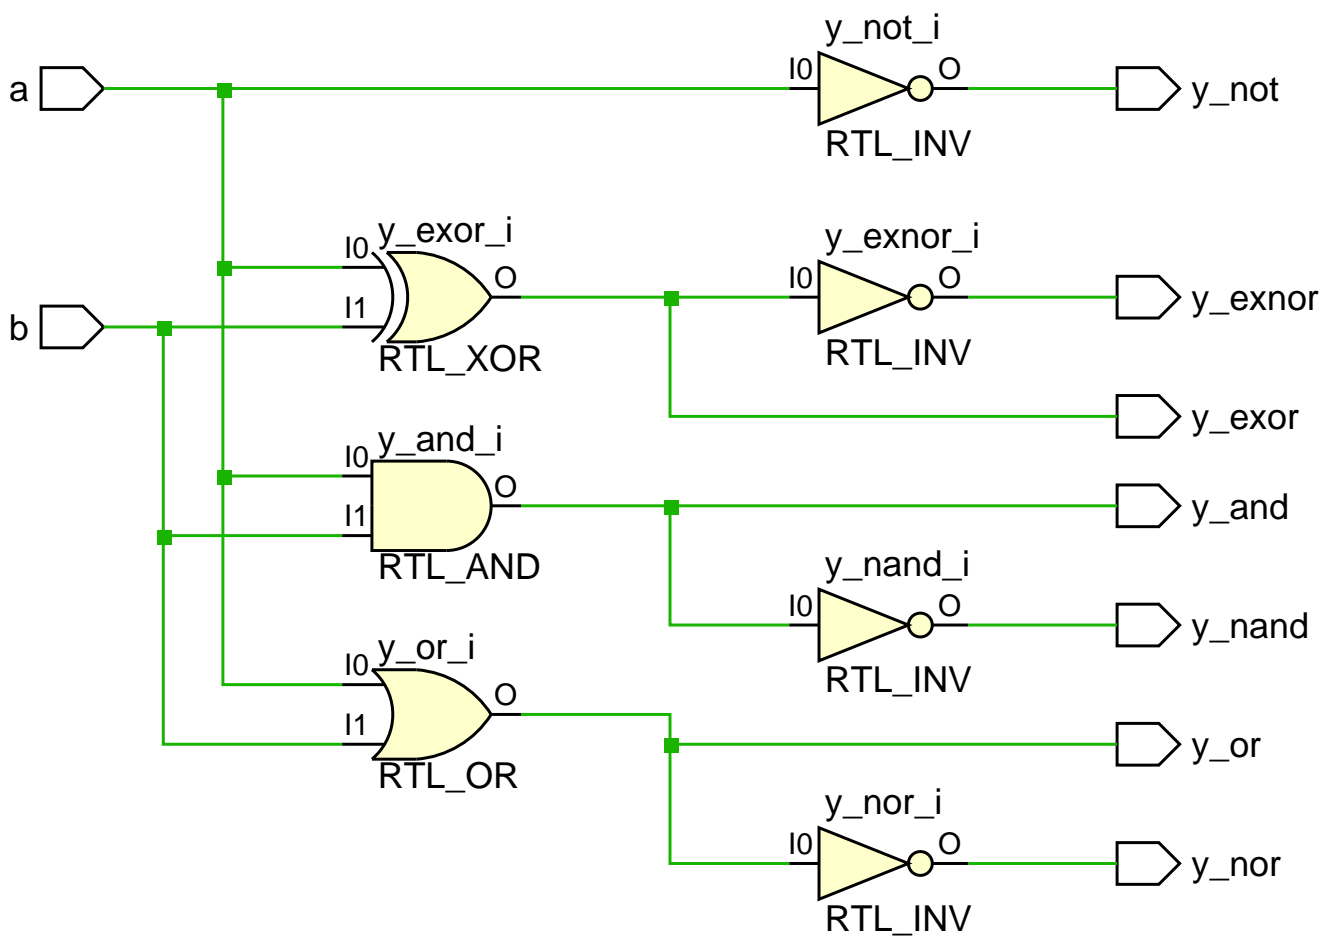 y_not_i
a
I0
O
y_not
RTL_INV
y_exor_i
I0
O
I1
RTL_XOR
y_exnor_i
I0
O
y_exnor
RTL_INV
b
y_exor
y_and_i
I0
O
I1
RTL_AND
y_and
y_nand_i
I0
O
y_nand
RTL_INV
y_or_i
I0
O
I1
RTL_OR
y_or
y_nor_i
I0
O
y_nor
RTL_INV